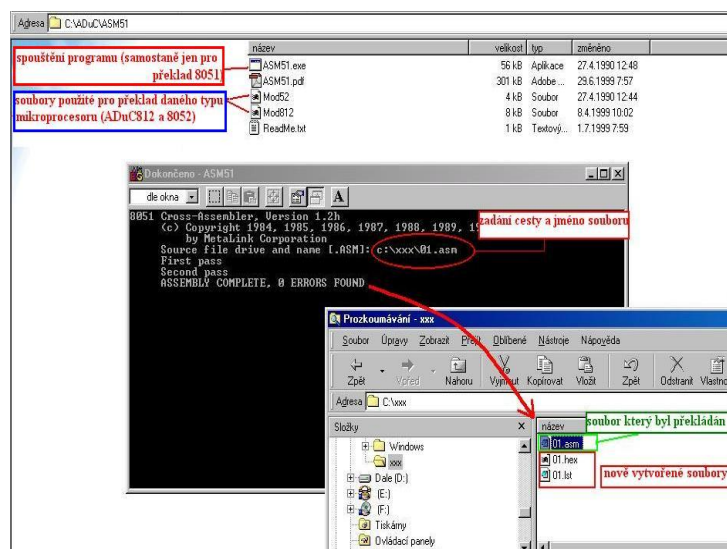 Adresa C:\ADuC\ASM51
název velikost typ změněno
ASM51.exe 56 kB Aplikace 27.4.1990 12:48
ASM51.pdf 301 kB Adobe ... 29.6.1999 7:57
Mod52 4 kB Soubor 27.4.1990 12:44
Mod812 8 kB Soubor 8.4.1999 10:02
ReadMe.txt 1 kB Textový... 1.7.1999 7:59
spouštění programu (samostaně jen pro
překlad 8051)
soubory použité pro překlad daného typu
mikroprocesoru (ADuC812 a 8052)
Dokončeno - ASM51
dle okna
A
8051 Cross-Assembler, Version 1.2h
(c) Copyright 1984, 1985, 1986, 1987, 1988, 1989,
by MetaLink Corporation
Source file drive and name [.ASM]: c:\xxx\01.asm
First pass
Second pass
ASSEMBLY COMPLETE, 0 ERRORS FOUND
zadání cesty a jméno souboru
Prozkoumávání - xxx
Soubor Úpravy Zobrazit Přejít Oblíbené Nástroje Nápověda
Zpět Vpřed Nahoru Vyjmout Kopírovat Vložit Zpět Odstranit
Adresa C:\xxx
Složky
Windows
xxx
Dale (D:)
(E:)
(F:)
Tiskárny
Ovládací panely
název
01.asm
01.hex
01.lst
soubor který byl překládán
nově vytvořené soubory